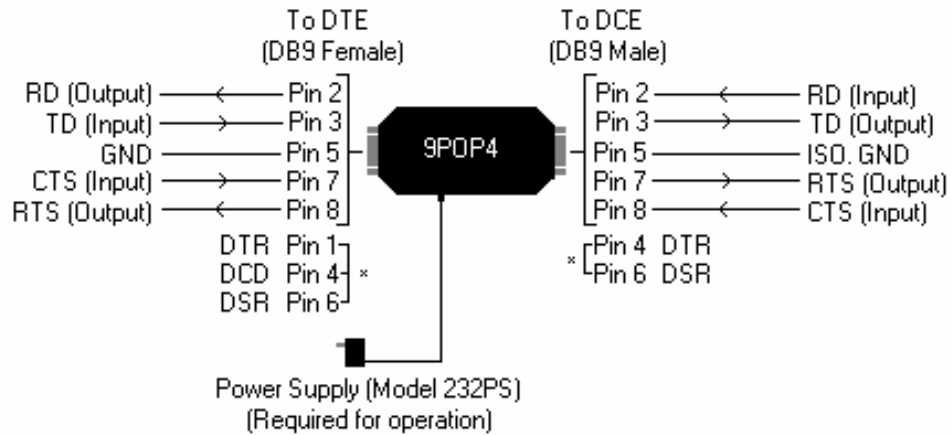 To DTE
(DB9 Female)
To DCE
(DB9 Male)
RD (Output) Pin 2
TD (Input) Pin 3
GND Pin 5
CTS (Input) Pin 7
RTS (Output) Pin 8
DTR Pin 1
DCD Pin 4 *
DSR Pin 6
9POP4
Pin 2 RD (Input)
Pin 3 TD (Output)
Pin 5 ISO. GND
Pin 7 RTS (Output)
Pin 8 CTS (Input)
* Pin 4 DTR
Pin 6 DSR
Power Supply (Model 232PS)
(Required for operation)